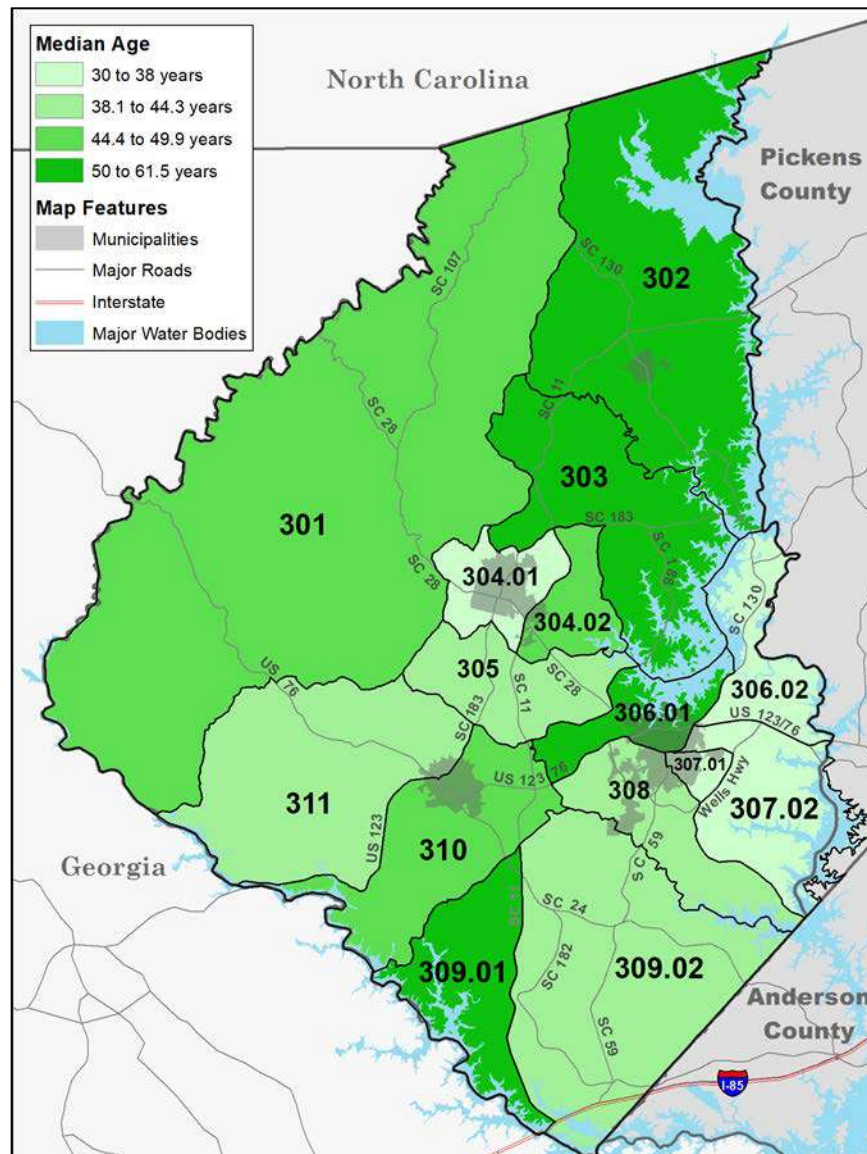 Median Age
30 to 38 years
38.1 to 44.3 years
44.4 to 49.9 years
50 to 61.5 years
Map Features
Municipalities
Major Roads
Interstate
Major Water Bodies
North Carolina
Pickens
County
SC 107
SC 130
302
SC 28
SC 11
303
SC 183
SC 188
301
SC 28
304.01
304.02
SC 130
305
SC 28
SC 183
SC 11
US 76
306.02
306.01
US 123/76
307.01
Wells Hwy
307.02
US 123/76
308
311
US 123
310
SC 59
Georgia
SC 11
SC 24
SC 182
309.01
309.02
SC 59
Anderson
County
I-85